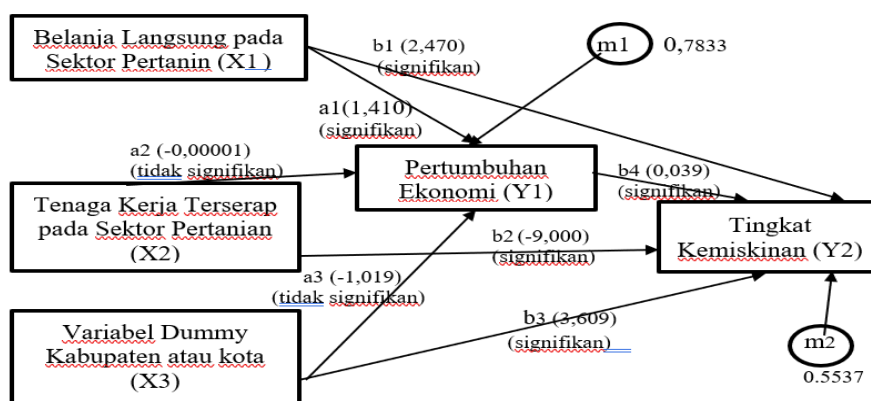 Belanja Langsung pada
Sektor Pertanin (X1)
b1 (2,470)
(signifikan)
m1
0,7833
a1(1,410)
(signifikan)
a2 (-0,00001)
(tidak signifikan)
Pertumbuhan
Ekonomi (Y1)
b4 (0,039)
(signifikan)
Tenaga Kerja Terserap
pada Sektor Pertanian
(X2)
b2 (-9,000)
(signifikan)
Tingkat
Kemiskinan (Y2)
a3 (-1,019)
(tidak signifikan)
Variabel Dummy
Kabupaten atau kota
(X3)
b3 (3,609)
(signifikan)
m2
0.5537